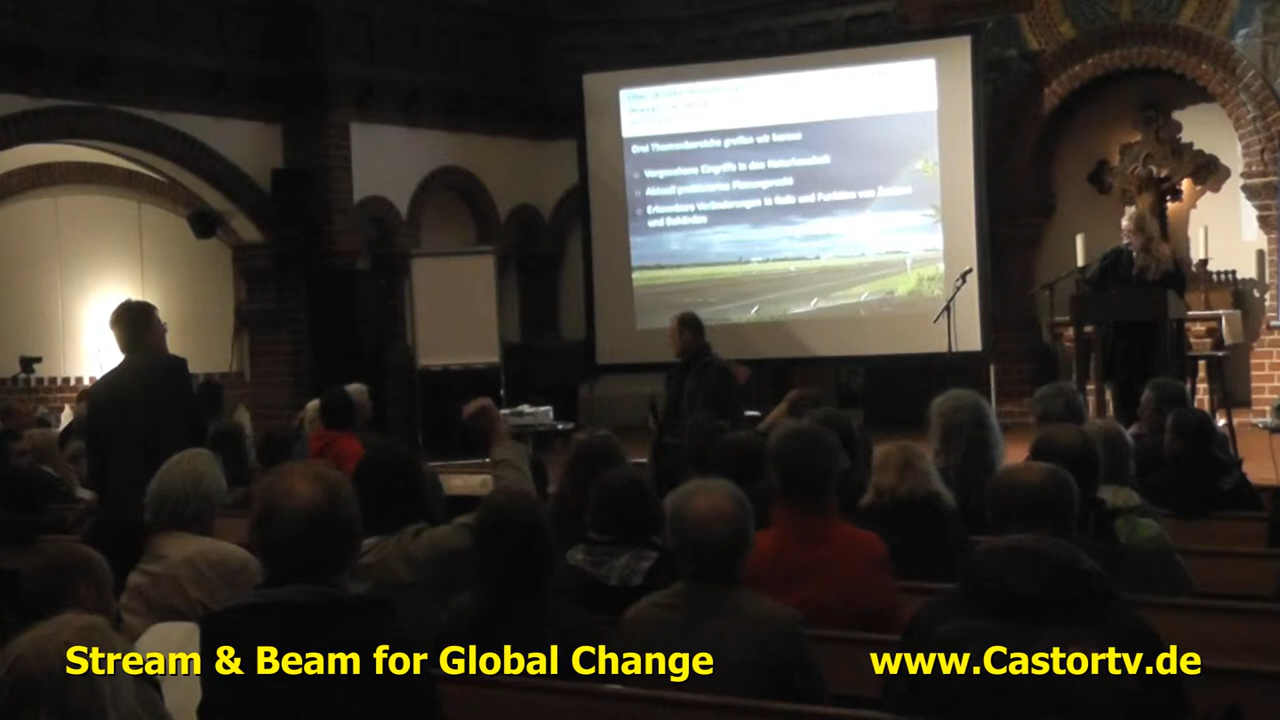 Drei Themenbereiche greifen wir heraus
Vorgesehene Eingriffe in den Naturhaushalt
Aktuell praktiziertes Planungsrecht
Erkennbare Veränderungen in Rolle und Funktion von Ämtern
und Behörden
Stream & Beam for Global Change
www.Castortv.de